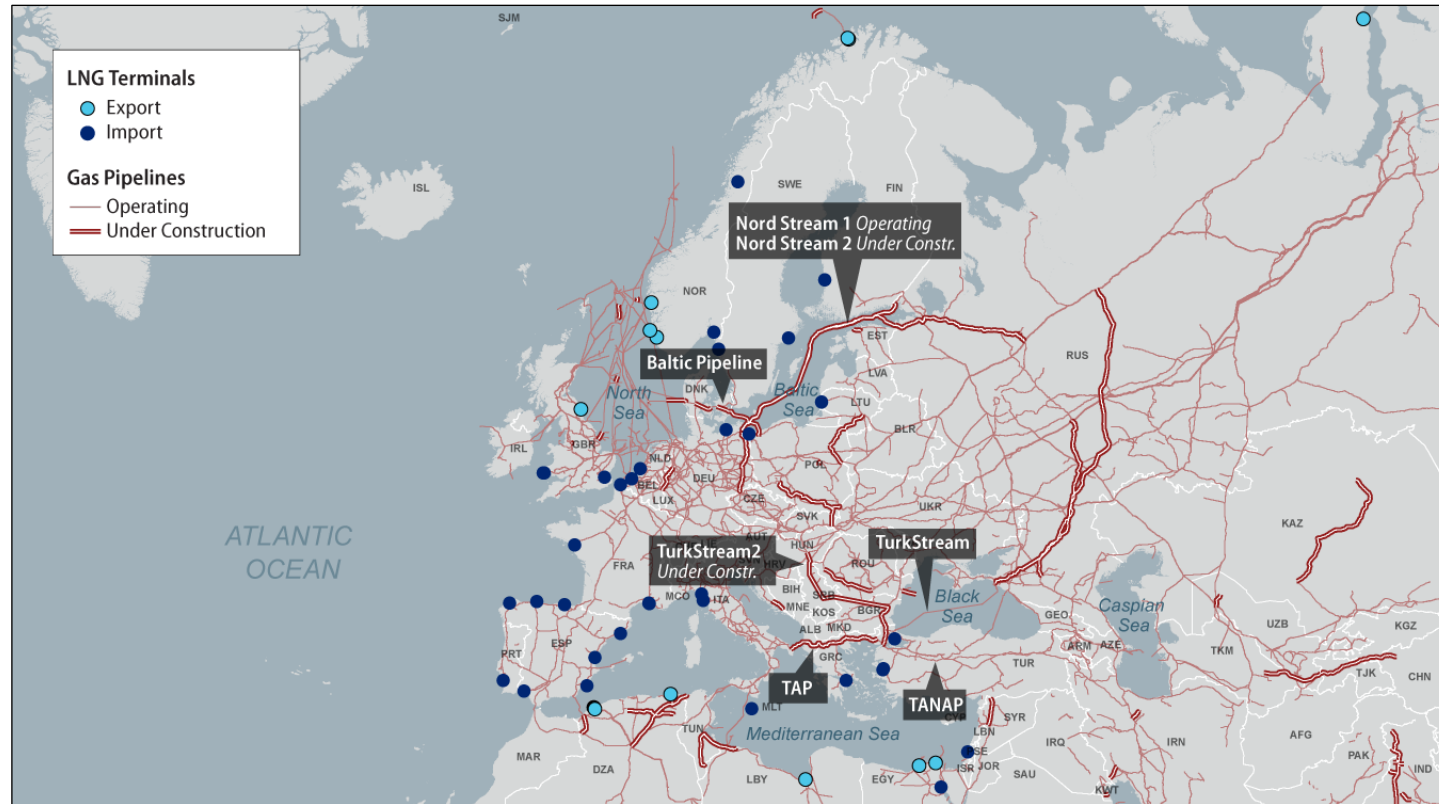 SJM
LNG Terminals
Export
Import
Gas Pipelines
Operating
Under Construction
ISL
SWE
FIN
Nord Stream 1 Operating
Nord Stream 2 Under Constr.
NOR
RUS
EST
Baltic Pipeline
LVA
DNK
North
Sea
Baltic
Sea
LTU
BLR
IRL
GBR
NLD
POL
DEU
BEL
LUX
CZE
UKR
SVK
KAZ
ATLANTIC
OCEAN
AUT
HUN
TurkStream2
Under Constr.
TurkStream
HRV
ROU
FRA
BIH
SRB
MCO
ITA
MNE
KOS
BGR
Black
Sea
Caspian
Sea
GEO
UZB
KGZ
ALB
MKD
ESP
PRT
GRC
TUR
ARM
AZE
TKM
TJK
CHN
TAP
TANAP
MLT
CYP
SYR
LBN
Mediterranean Sea
TUN
MAR
DZA
LBY
EGY
PSE
ISR
JOR
SAU
IRQ
IRN
AFG
PAK
IND
KWT